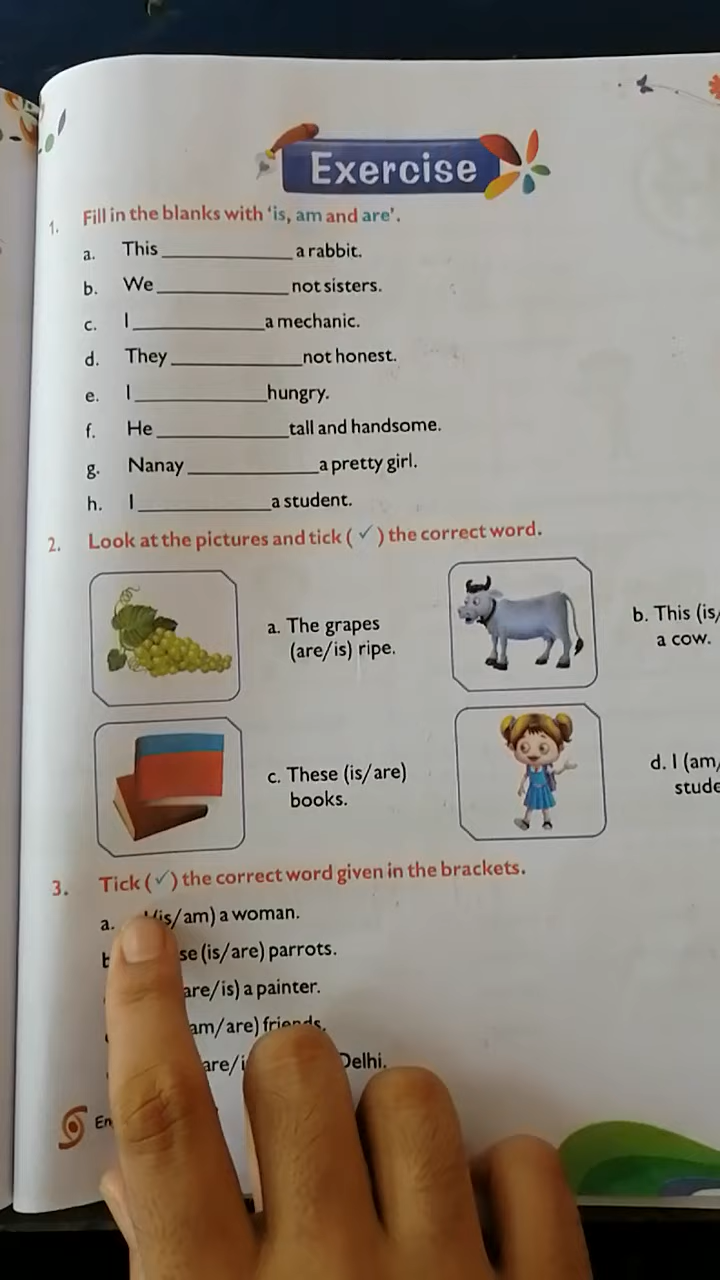 Exercise
1. Fill in the blanks with 'is, am and are'.
a. This ____________ a rabbit.
b. We ____________ not sisters.
c. I ____________ a mechanic.
d. They ____________ not honest.
e. I ____________ hungry.
f. He ____________ tall and handsome.
g. Nanay ____________ a pretty girl.
h. I ____________ a student.
2. Look at the pictures and tick ( ✓ ) the correct word.
a. The grapes
(are/is) ripe.
b. This (is/
a cow.
c. These (is/are)
books.
d. I (am/
stude
3. Tick (✓) the correct word given in the brackets.
a. (is/am) a woman.
b se (is/are) parrots.
are/is) a painter.
am/are) friends.
are/i Delhi.
En